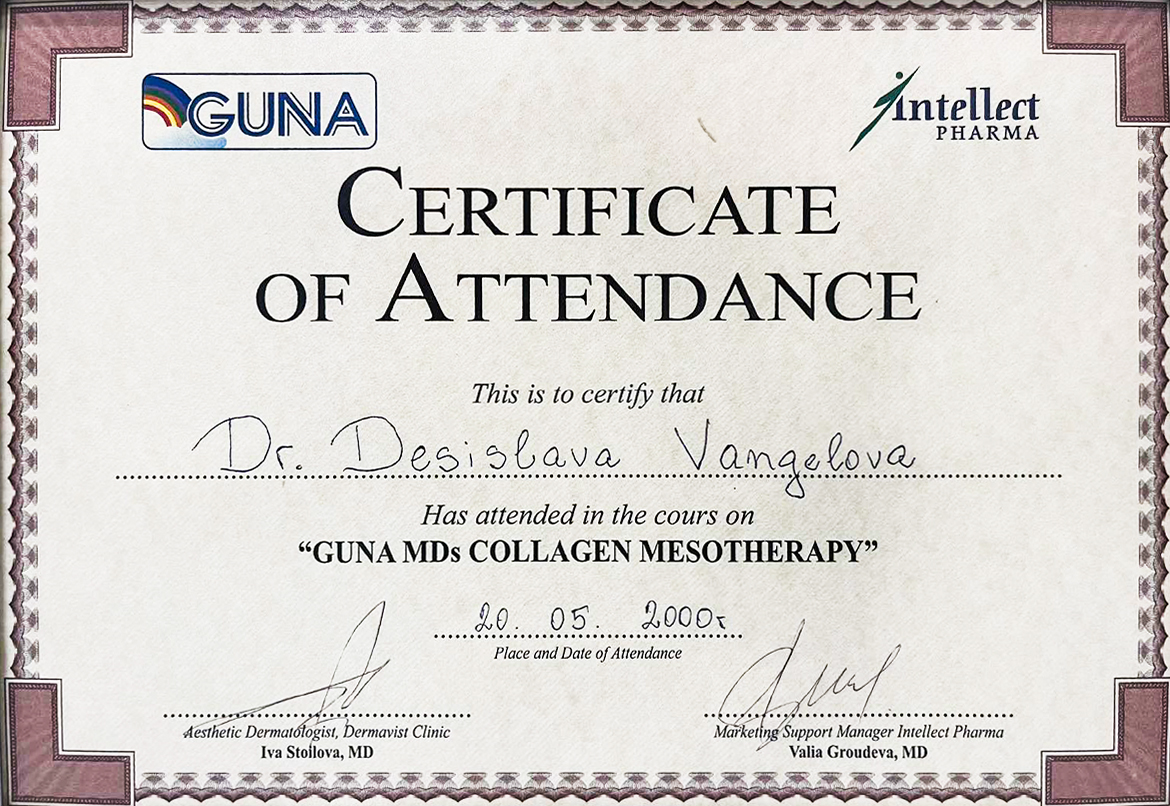 GUNA
Intellect
PHARMA
CERTIFICATE
OF ATTENDANCE
This is to certify that
Dr. Desislava Vangelova
Has attended in the cours on
“GUNA MDs COLLAGEN MESOTHERAPY”
20. 05. 2000г
Place and Date of Attendance
Aesthetic Dermatologist, Dermavist Clinic
Iva Stoilova, MD
Marketing Support Manager Intellect Pharma
Valia Groudeva, MD